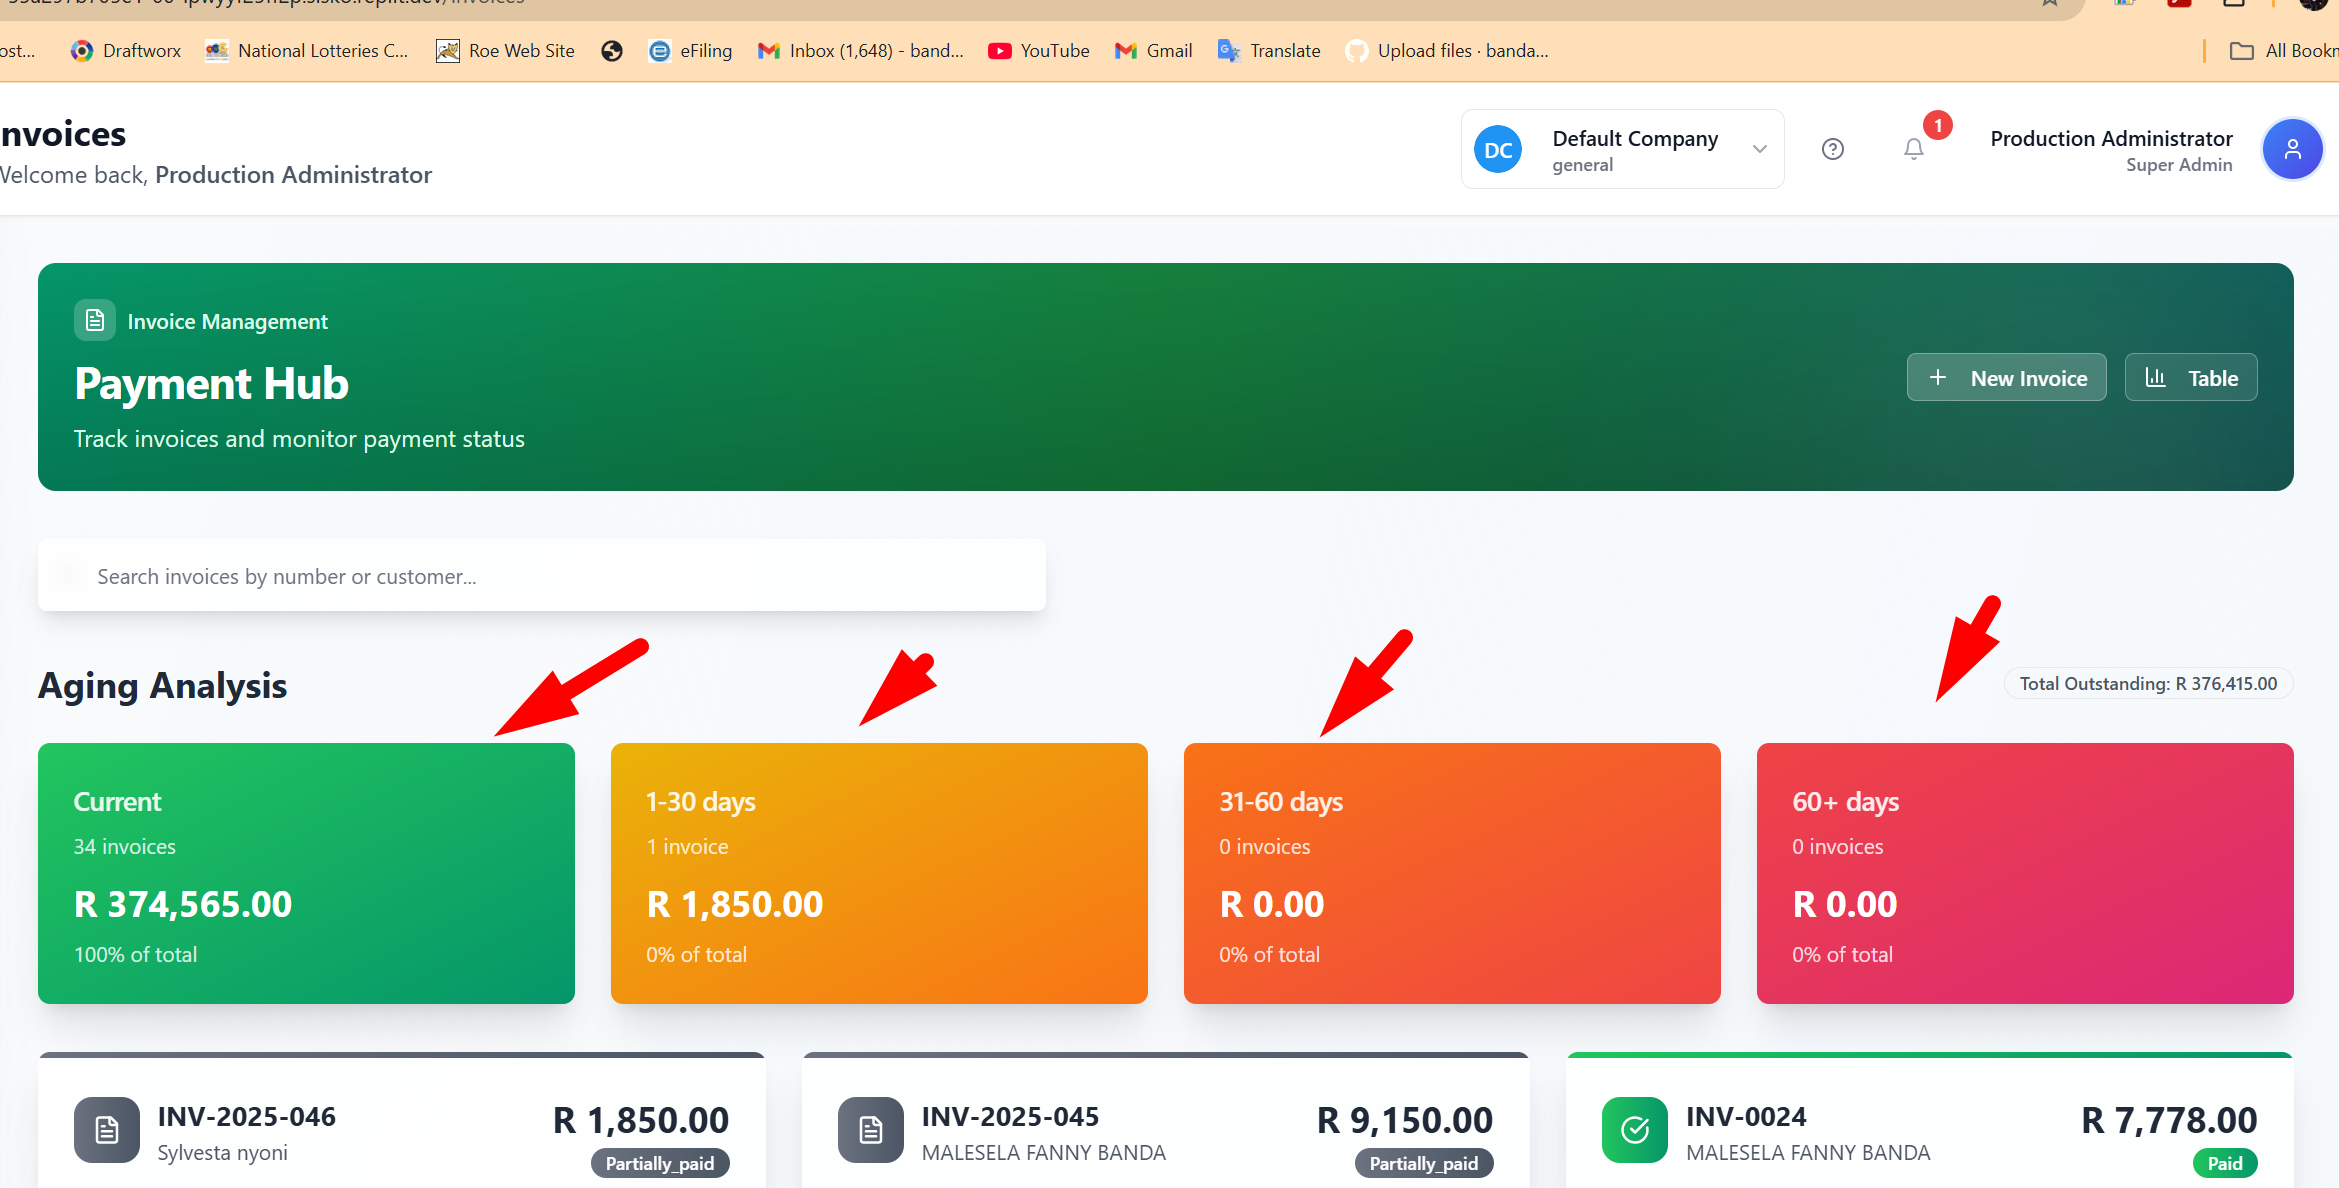 ost...
Draftworx
National Lotteries C...
Roe Web Site
eFiling
Inbox (1,648) - band...
YouTube
Gmail
Translate
Upload files · banda...
All Bookm
nvoices
Welcome back, Production Administrator
DC
Default Company
general
1
Production Administrator
Super Admin
Invoice Management
Payment Hub
Track invoices and monitor payment status
New Invoice
Table
Search invoices by number or customer...
Aging Analysis
Total Outstanding: R 376,415.00
Current
34 invoices
R 374,565.00
100% of total
1-30 days
1 invoice
R 1,850.00
0% of total
31-60 days
0 invoices
R 0.00
0% of total
60+ days
0 invoices
R 0.00
0% of total
INV-2025-046
Sylvesta nyoni
R 1,850.00
Partially_paid
INV-2025-045
MALESELA FANNY BANDA
R 9,150.00
Partially_paid
INV-0024
MALESELA FANNY BANDA
R 7,778.00
Paid